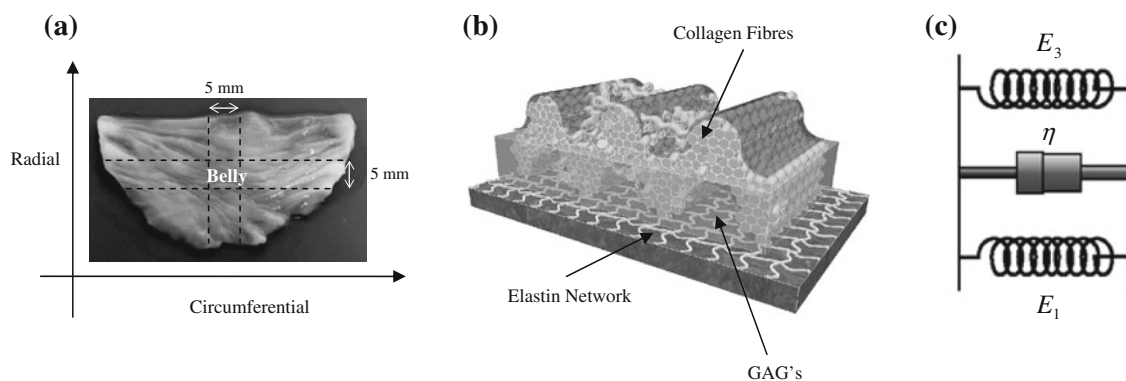 (a)
5 mm
Radial
Belly
5 mm
Circumferential
(b)
Collagen Fibres
Elastin Network
GAG's
(c)
E3
η
E1